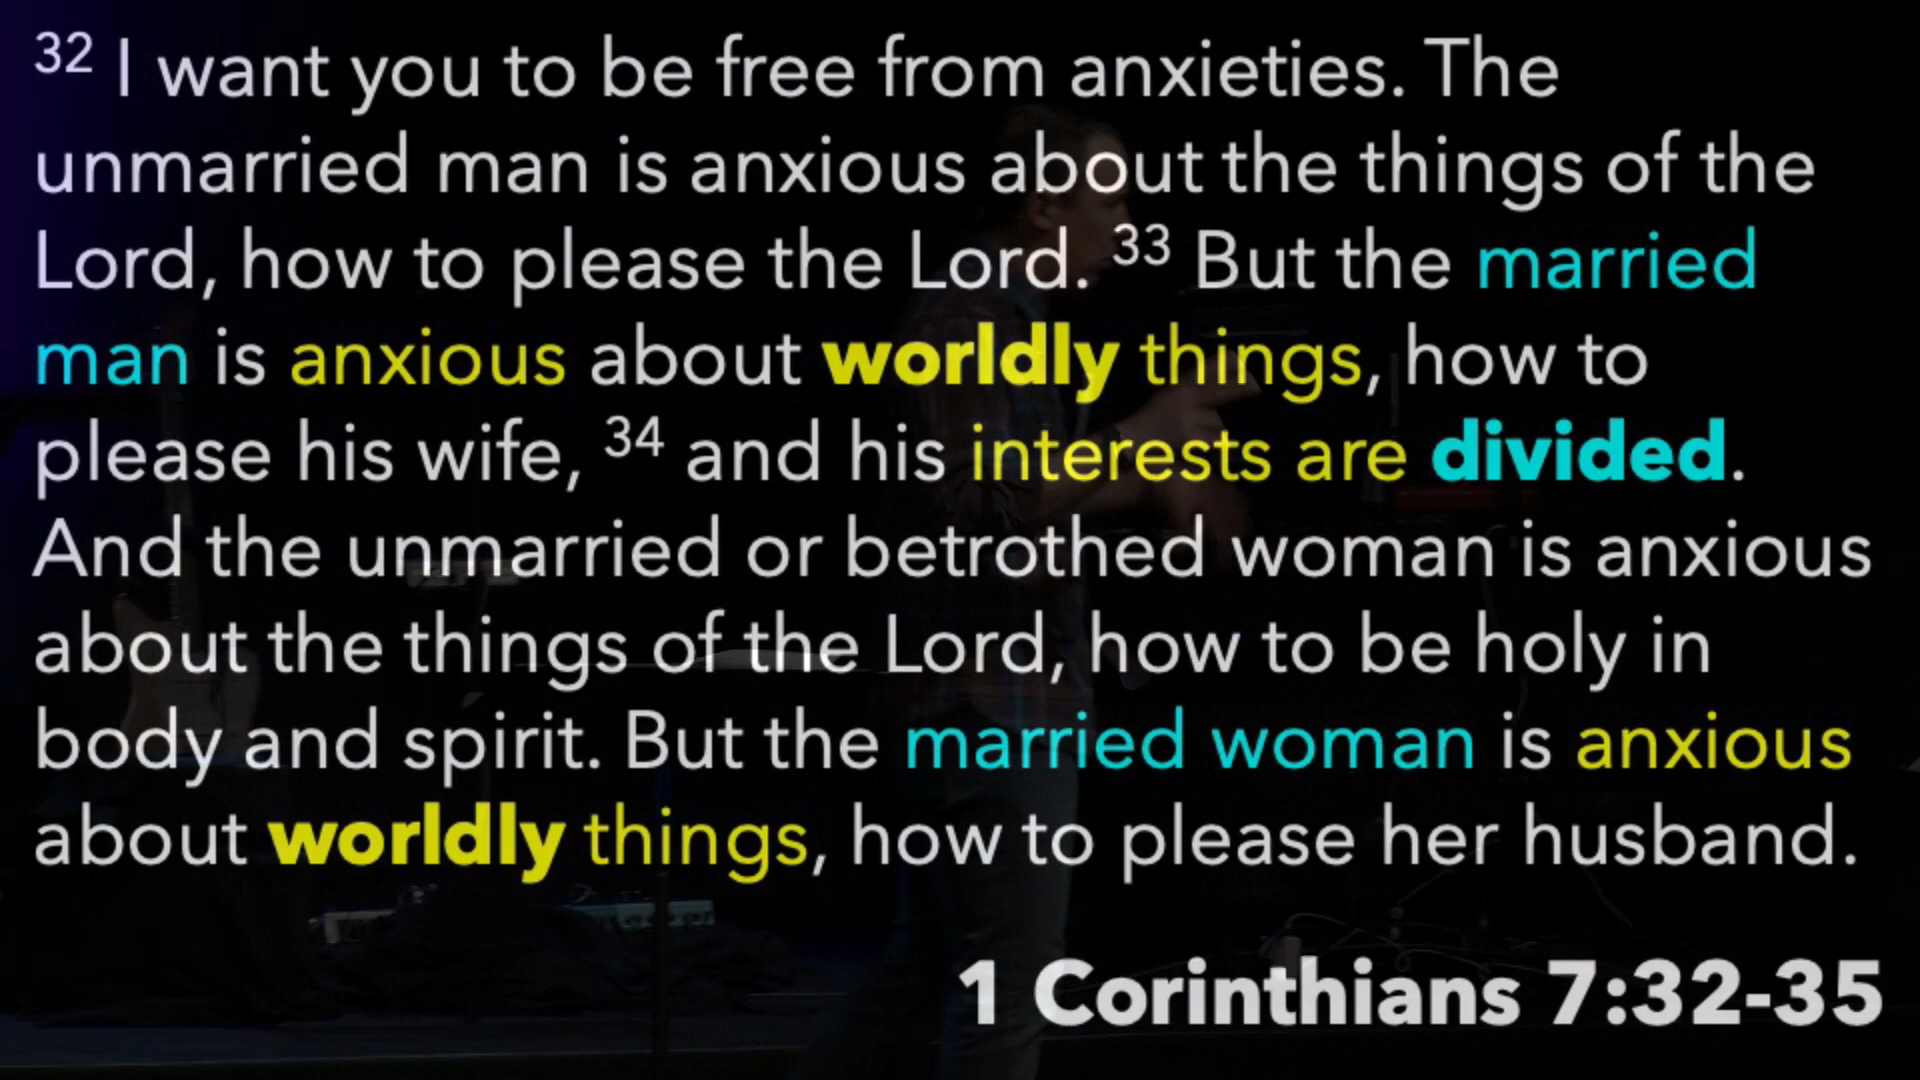 32 I want you to be free from anxieties. The
unmarried man is anxious about the things of the
Lord, how to please the Lord. 33 But the married
man is anxious about worldly things, how to
please his wife, 34 and his interests are divided.
And the unmarried or betrothed woman is anxious
about the things of the Lord, how to be holy in
body and spirit. But the married woman is anxious
about worldly things, how to please her husband.
1 Corinthians 7:32-35